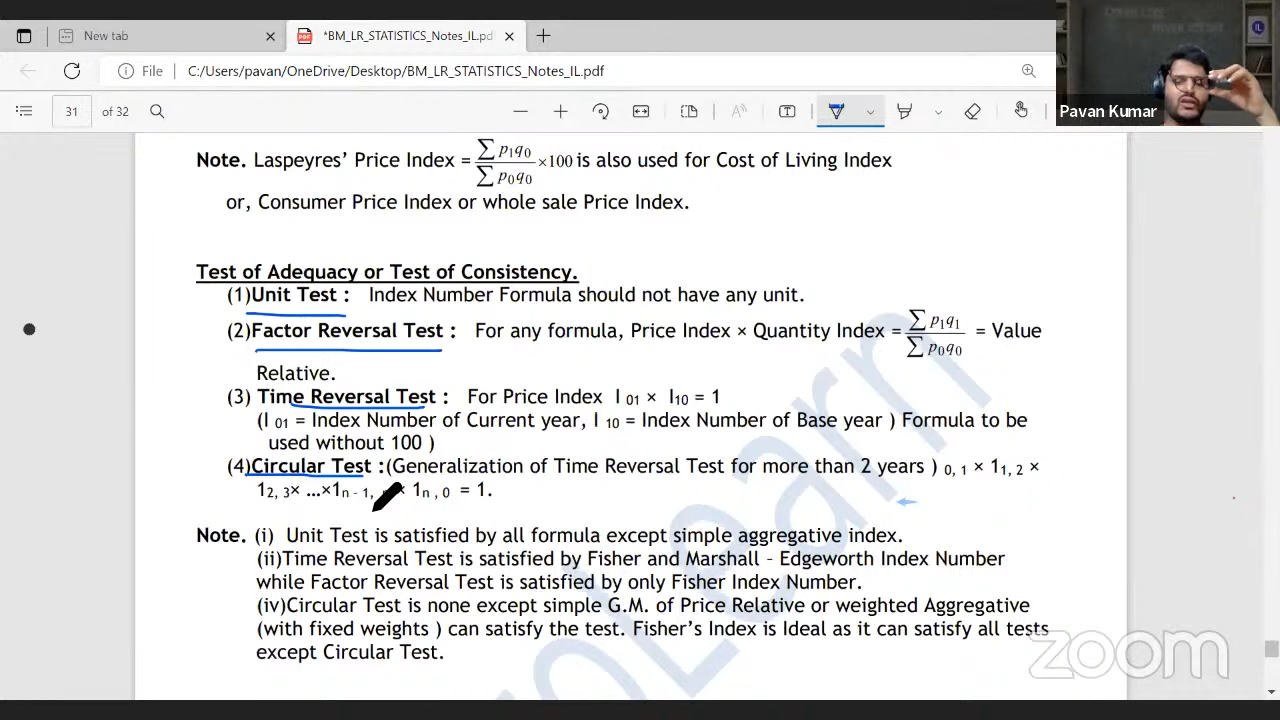 New tab
*BM_LR_STATISTICS_Notes_IL.pdf
File
C:/Users/pavan/OneDrive/Desktop/BM_LR_STATISTICS_Notes_IL.pdf
31 of 32
Pavan Kumar
Note. Laspeyres’ Price Index = ∑ p₁q₀ / ∑ p₀q₀ ×100 is also used for Cost of Living Index
or, Consumer Price Index or whole sale Price Index.
Test of Adequacy or Test of Consistency.
(1)Unit Test : Index Number Formula should not have any unit.
(2)Factor Reversal Test : For any formula, Price Index × Quantity Index = ∑ p₁q₁ / ∑ p₀q₀ = Value
Relative.
(3) Time Reversal Test : For Price Index I 01 × I10 = 1
(I 01 = Index Number of Current year, I 10 = Index Number of Base year ) Formula to be
used without 100 )
(4)Circular Test :(Generalization of Time Reversal Test for more than 2 years ) 0, 1 × 11, 2 ×
12, 3× ...×1n - 1, × 1n , 0 = 1.
Note. (i) Unit Test is satisfied by all formula except simple aggregative index.
(ii)Time Reversal Test is satisfied by Fisher and Marshall – Edgeworth Index Number
while Factor Reversal Test is satisfied by only Fisher Index Number.
(iv)Circular Test is none except simple G.M. of Price Relative or weighted Aggregative
(with fixed weights ) can satisfy the test. Fisher’s Index is Ideal as it can satisfy all tests
except Circular Test.
zoom